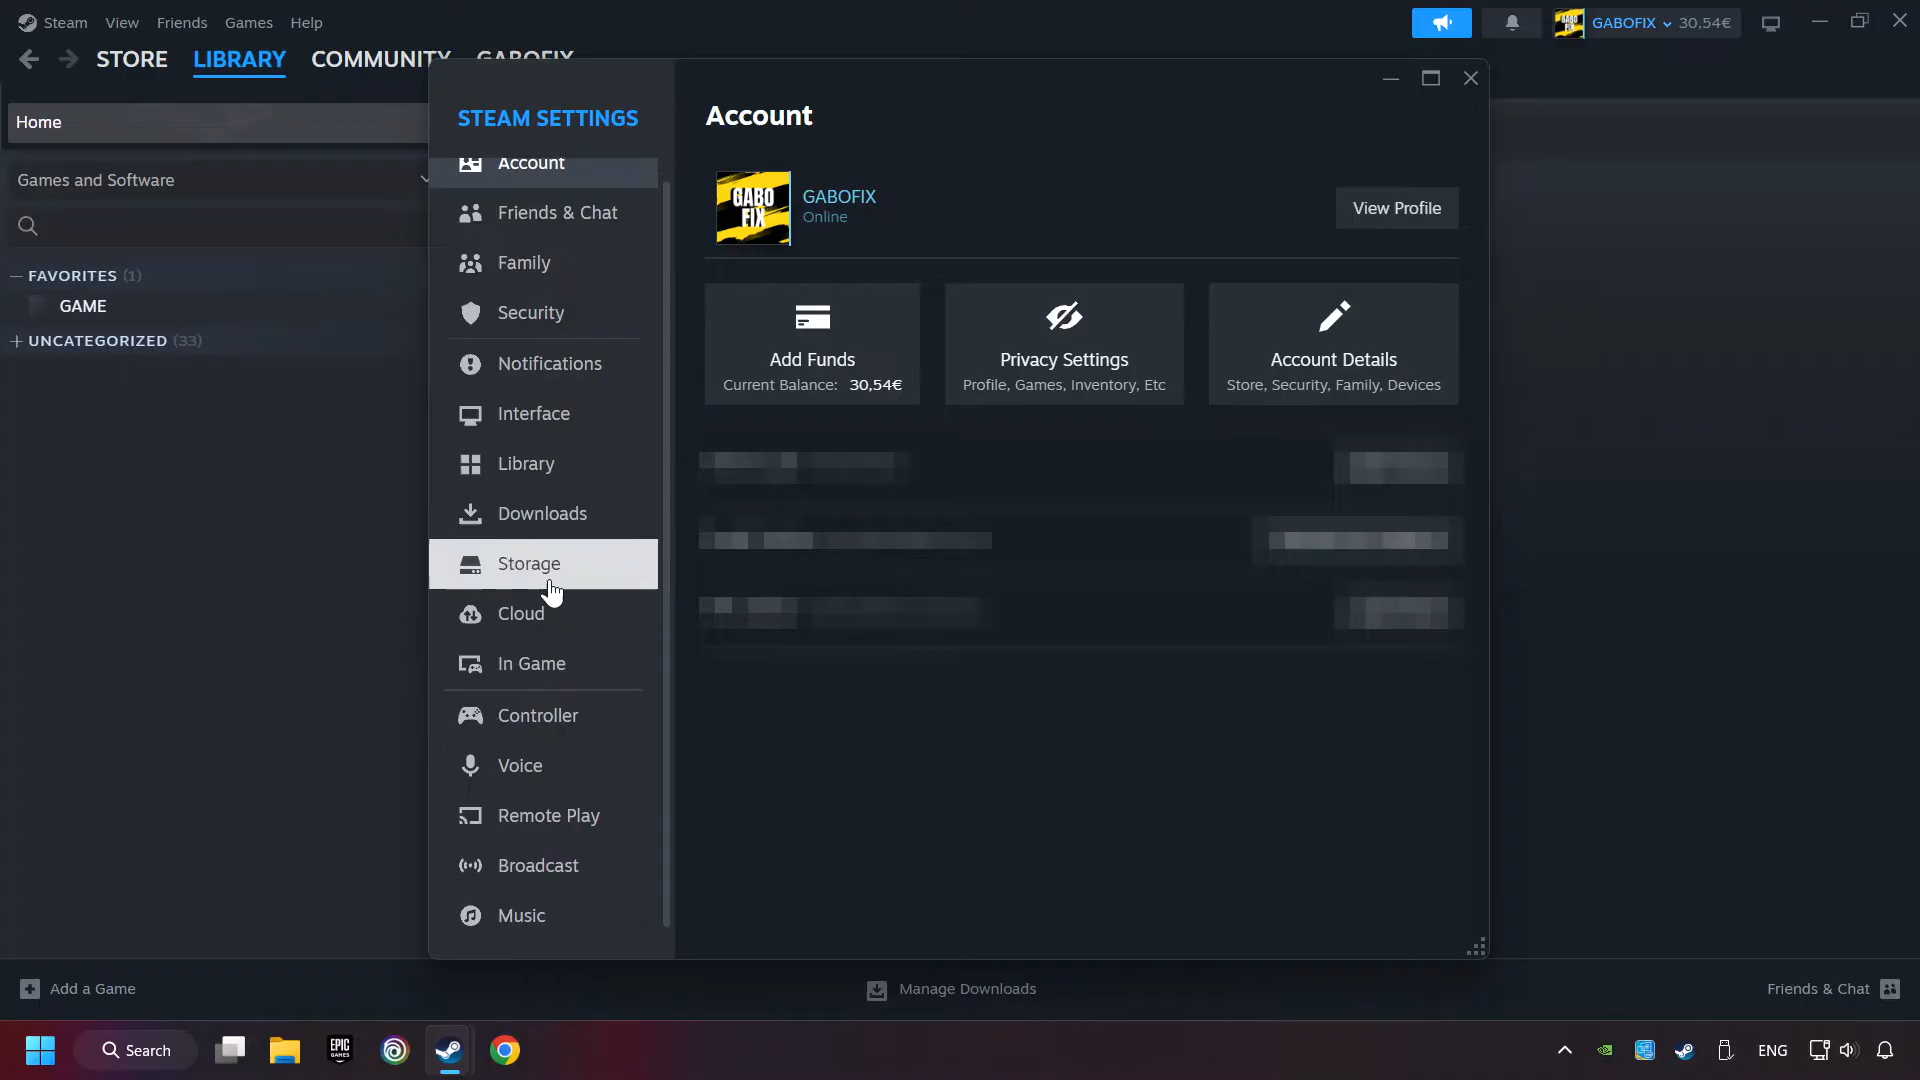 Steam View Friends Games Help
GABOFIX 30,54€
STORE LIBRARY COMMUNITY GABOFIX
Home
Games and Software
FAVORITES (1)
GAME
UNCATEGORIZED (33)
STEAM SETTINGS
Account
Friends & Chat
Family
Security
Notifications
Interface
Library
Downloads
Storage
Cloud
In Game
Controller
Voice
Remote Play
Broadcast
Music
Account
GABO
FIX
GABOFIX
Online
View Profile
Add Funds
Current Balance: 30,54€
Privacy Settings
Profile, Games, Inventory, Etc
Account Details
Store, Security, Family, Devices
Add a Game
Manage Downloads
Friends & Chat
Search
EPIC
GAMES
ENG